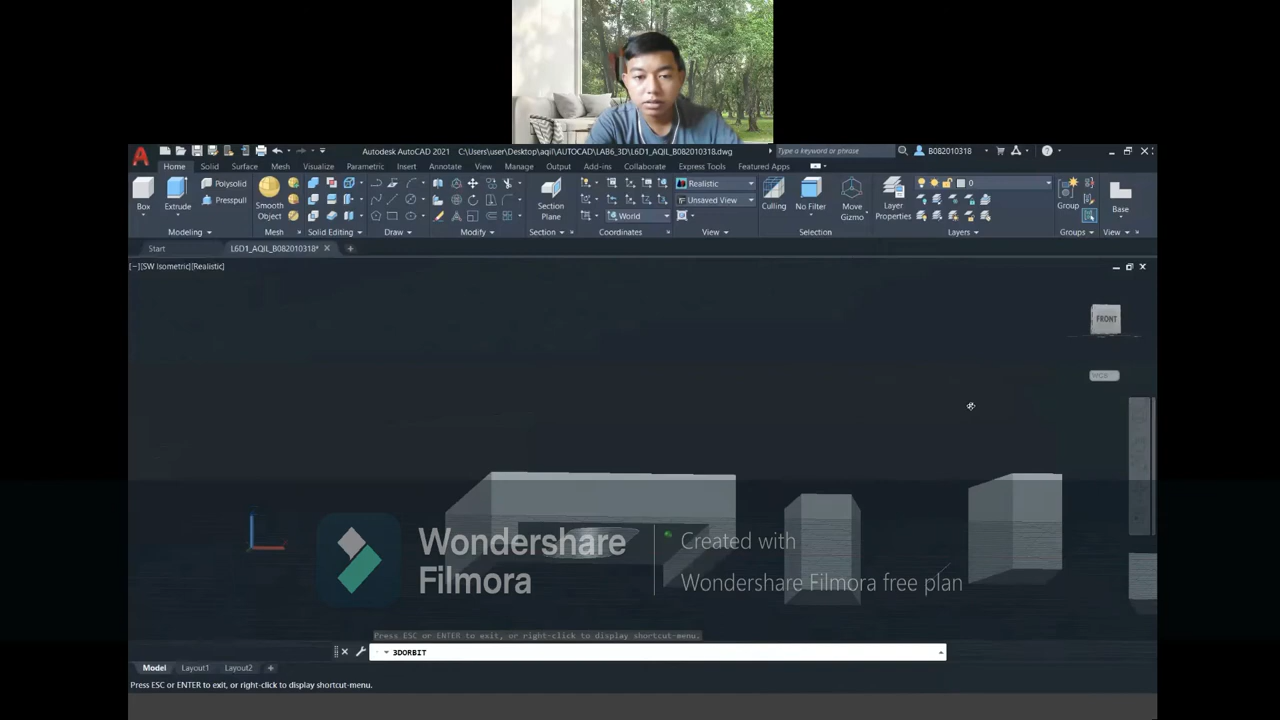 Autodesk AutoCAD 2021 C:\Users\user\Desktop\aqil\AUTOCAD\LAB6_3D\L6D1_AQIL_B082010318.dwg Type a keyword or phrase B082010318
Home Solid Surface Mesh Visualize Parametric Insert Annotate View Manage Output Add-ins Collaborate Express Tools Featured Apps
Polysolid Realistic 0
Presspull Unsaved View
Box Extrude Smooth Object Section Plane World Culling No Filter Move Gizmo Layer Properties Group Base
Modeling Mesh Solid Editing Draw Modify Section Coordinates View Selection Layers Groups View
Start L6D1_AQIL_B082010318*
[−][SW Isometric][Realistic]
FRONT
WCS
Wondershare
Filmora
Created with
Wondershare Filmora free plan
Press ESC or ENTER to exit, or right-click to display shortcut-menu.
3DORBIT
Model Layout1 Layout2
Press ESC or ENTER to exit, or right-click to display shortcut-menu.